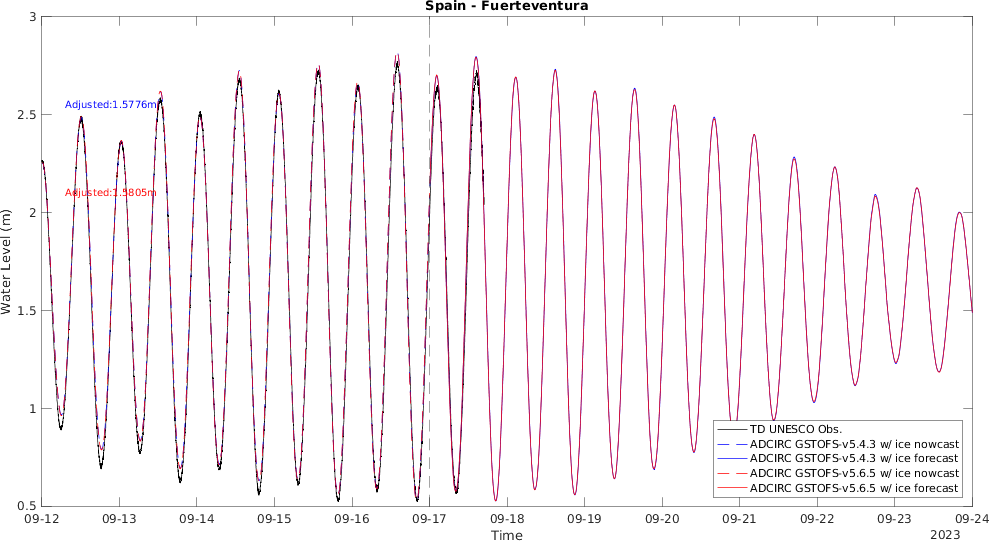 Spain - Fuerteventura
3
2.5
2
1.5
1
0.5
Water Level (m)
Adjusted:1.5776m
Adjusted:1.5805m
TD UNESCO Obs.
ADCIRC GSTOFS-v5.4.3 w/ ice nowcast
ADCIRC GSTOFS-v5.4.3 w/ ice forecast
ADCIRC GSTOFS-v5.6.5 w/ ice nowcast
ADCIRC GSTOFS-v5.6.5 w/ ice forecast
09-12 09-13 09-14 09-15 09-16 09-17 09-18 09-19 09-20 09-21 09-22 09-23 09-24
Time
2023